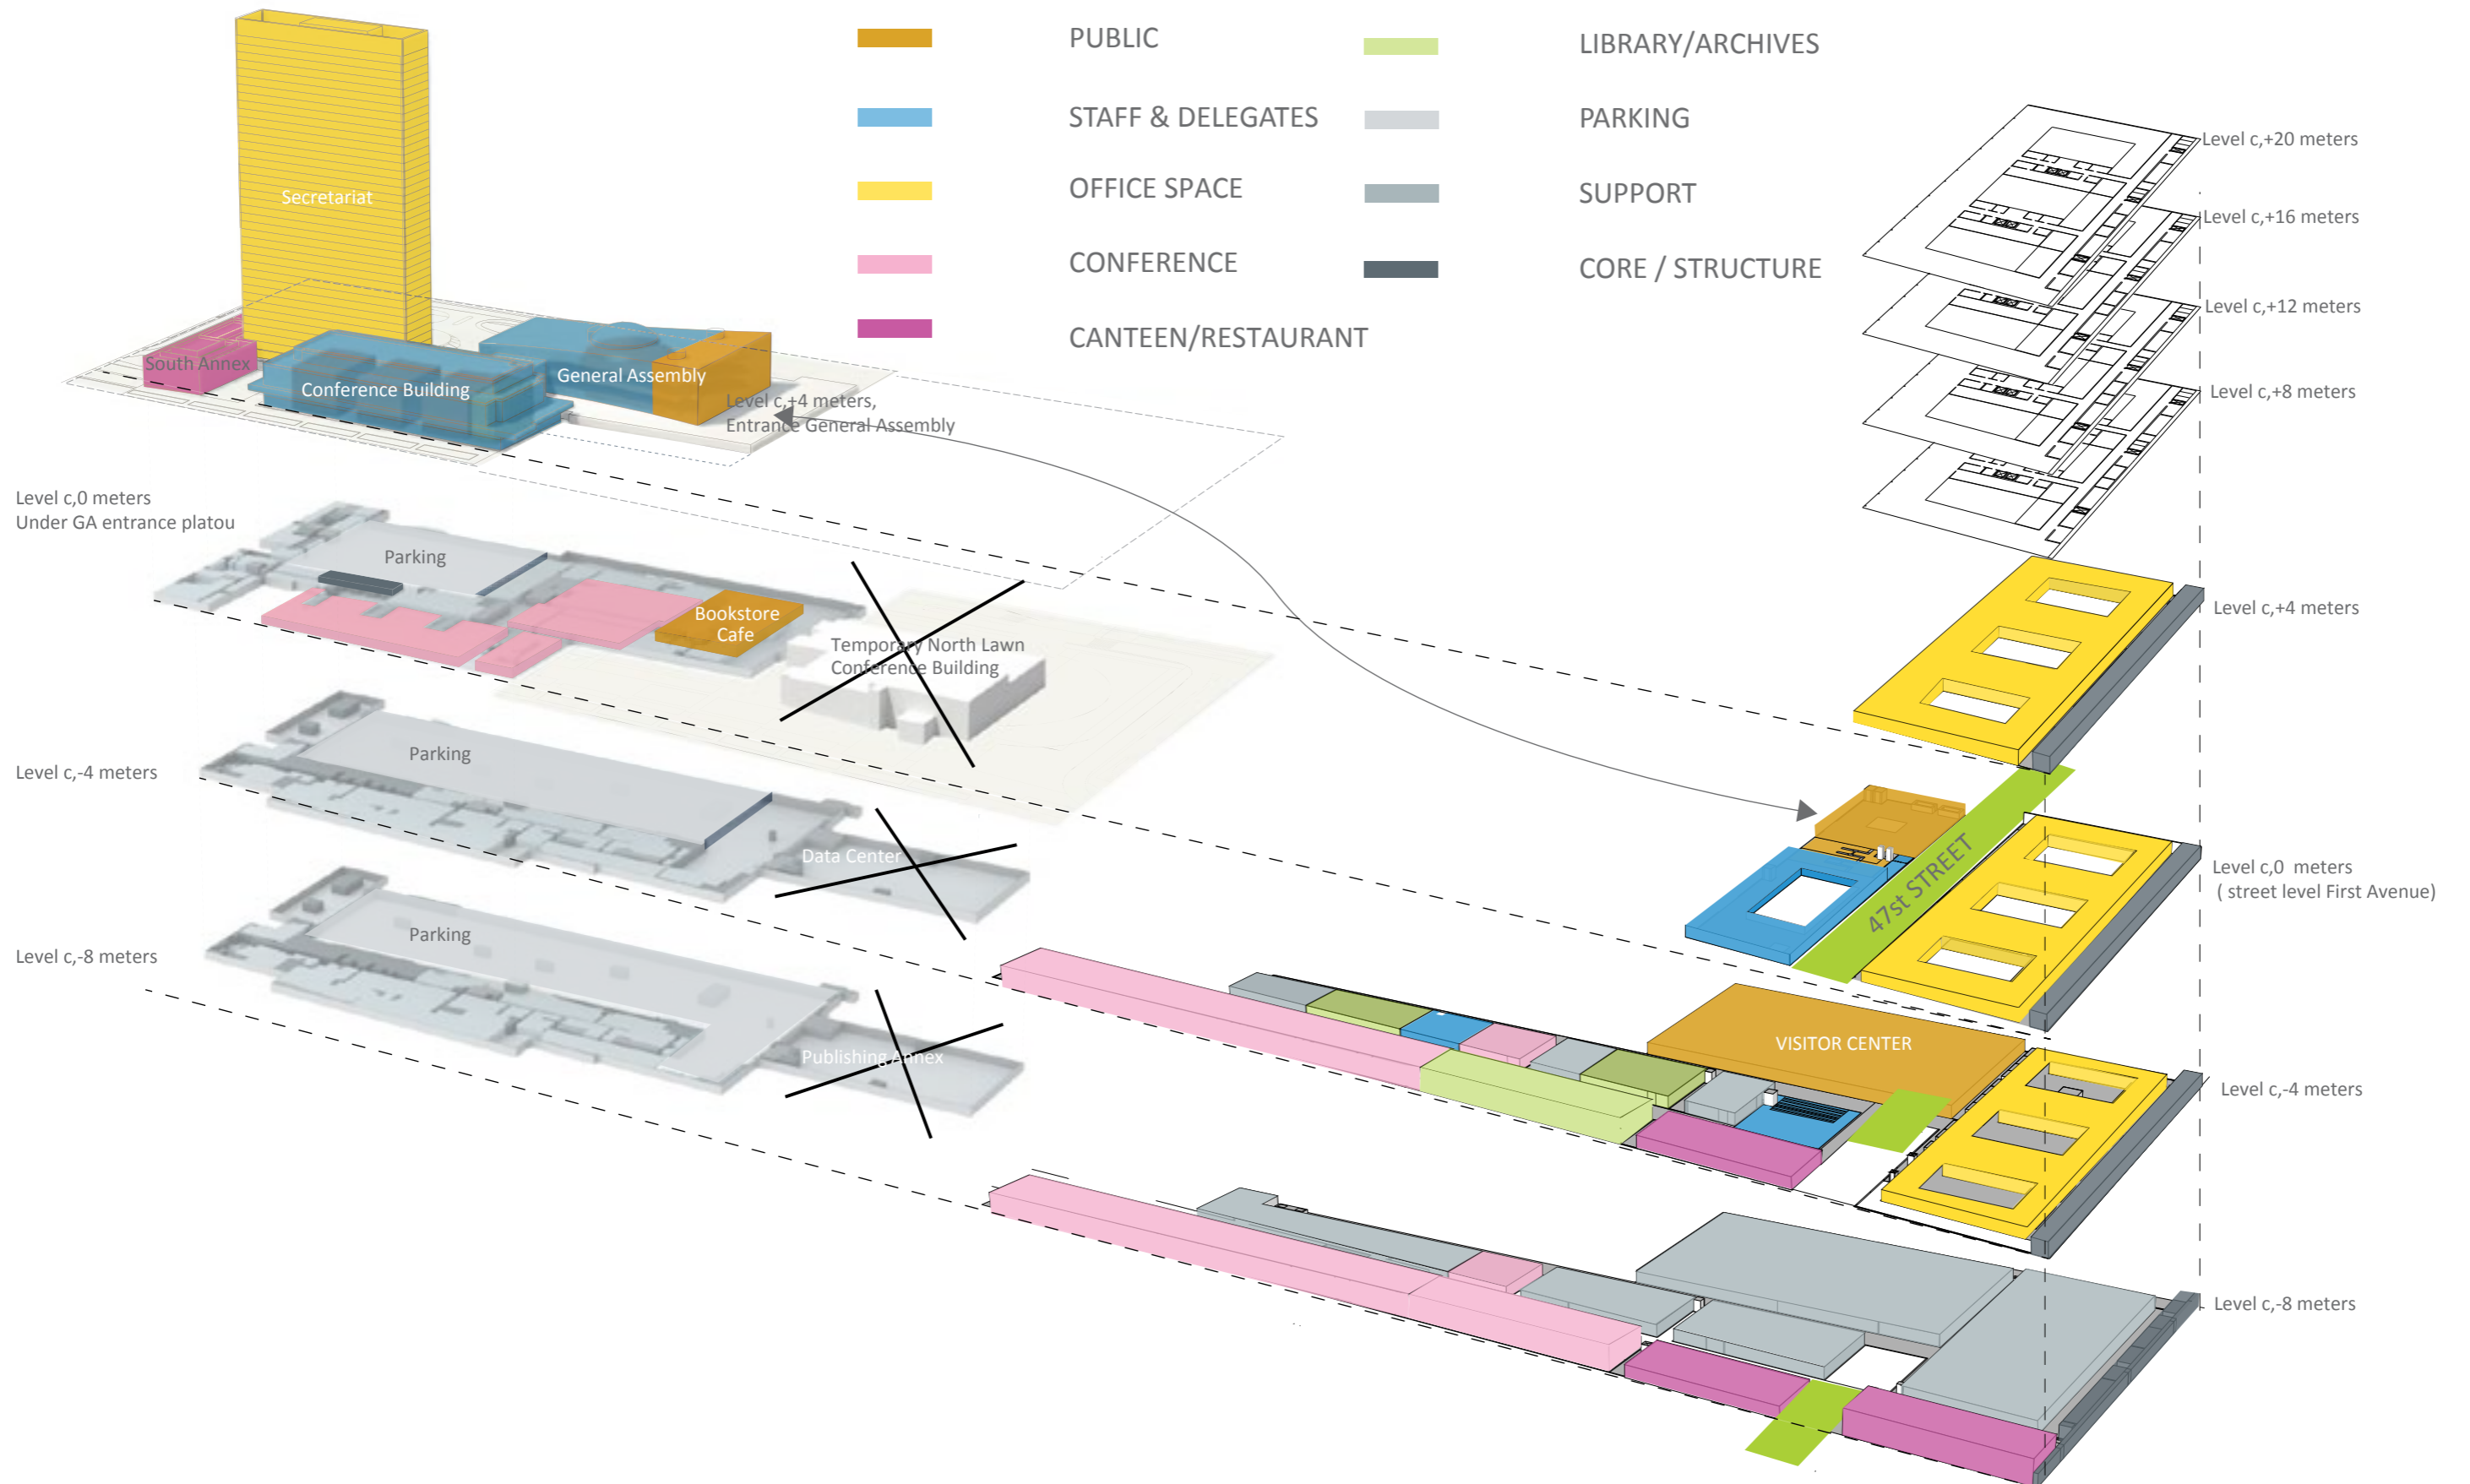 PUBLIC
STAFF & DELEGATES
OFFICE SPACE
CONFERENCE
CANTEEN/RESTAURANT
LIBRARY/ARCHIVES
PARKING
SUPPORT
CORE / STRUCTURE
Secretariat
South Annex
Conference Building
General Assembly
Level c,+4 meters,
Entrance General Assembly
Level c,0 meters
Under GA entrance platou
Parking
Bookstore
Cafe
Temporary North Lawn
Conference Building
Level c,-4 meters
Parking
Data Center
Level c,-8 meters
Parking
Publishing Annex
Level c,+20 meters
Level c,+16 meters
Level c,+12 meters
Level c,+8 meters
Level c,+4 meters
47st STREET
Level c,0 meters
( street level First Avenue)
VISITOR CENTER
Level c,-4 meters
Level c,-8 meters